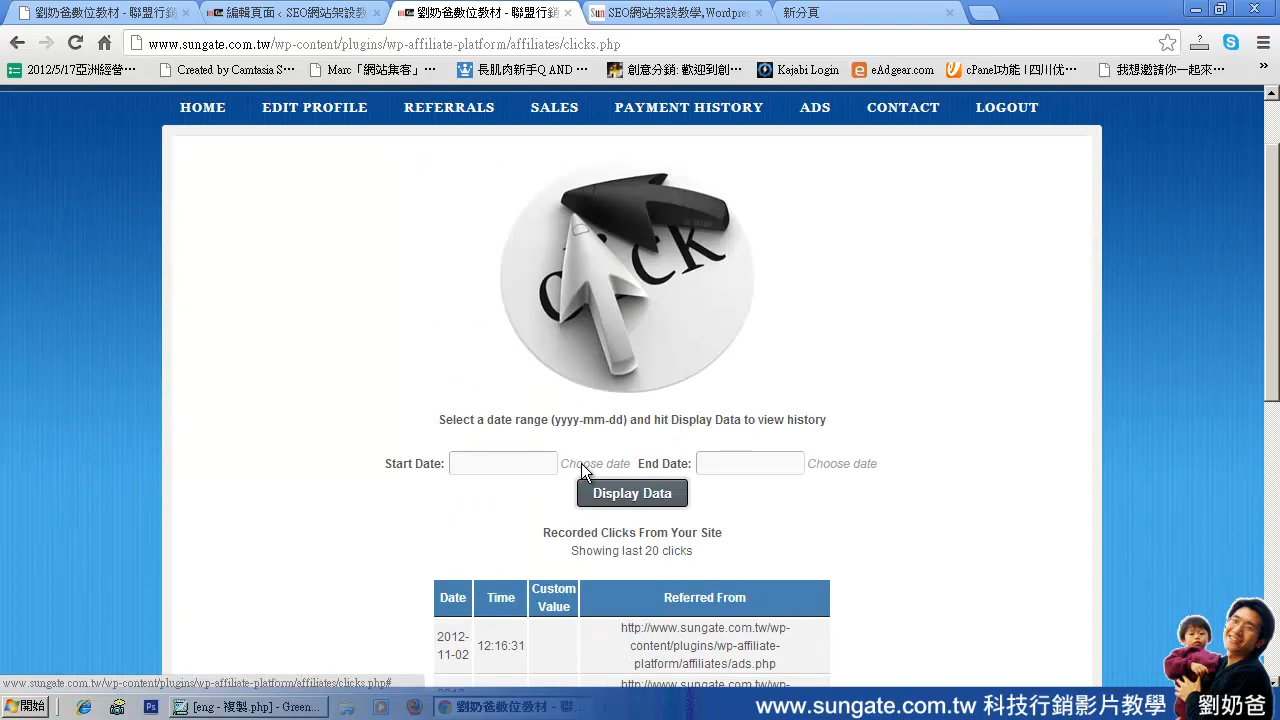 劉奶爸數位教材 - 聯盟行銷
編輯頁面 ‹ SEO網站架設教
劉奶爸數位教材 - 聯盟行銷
SEO網站架設教學,Wordpres
新分頁
www.sungate.com.tw/wp-content/plugins/wp-affiliate-platform/affiliates/clicks.php
2012/5/17亞洲經營…
Created by Camtasia S…
Maya「網站集客」…
長庚的新手Q AND …
創意分銷: 歡迎到創…
Kajabi Login
eAdgear.com
cPanel功能 | 四川优…
我想邀請你一起來…
HOME
EDIT PROFILE
REFERRALS
SALES
PAYMENT HISTORY
ADS
CONTACT
LOGOUT
CLICK
Select a date range (yyyy-mm-dd) and hit Display Data to view history
Start Date: Choose date End Date: Choose date
Display Data
Recorded Clicks From Your Site
Showing last 20 clicks
Date Time Custom Value Referred From
2012-11-02 12:16:31 http://www.sungate.com.tw/wp-
content/plugins/wp-affiliate-
platform/affiliates/ads.php
http://www.sungate.com.tw/wp-
www.sungate.com.tw/wp-content/plugins/wp-affiliate-platform/affiliates/clicks.php#
開始
劉奶爸數位教材 - 聯…
www.sungate.com.tw 科技行銷影片教學
劉奶爸